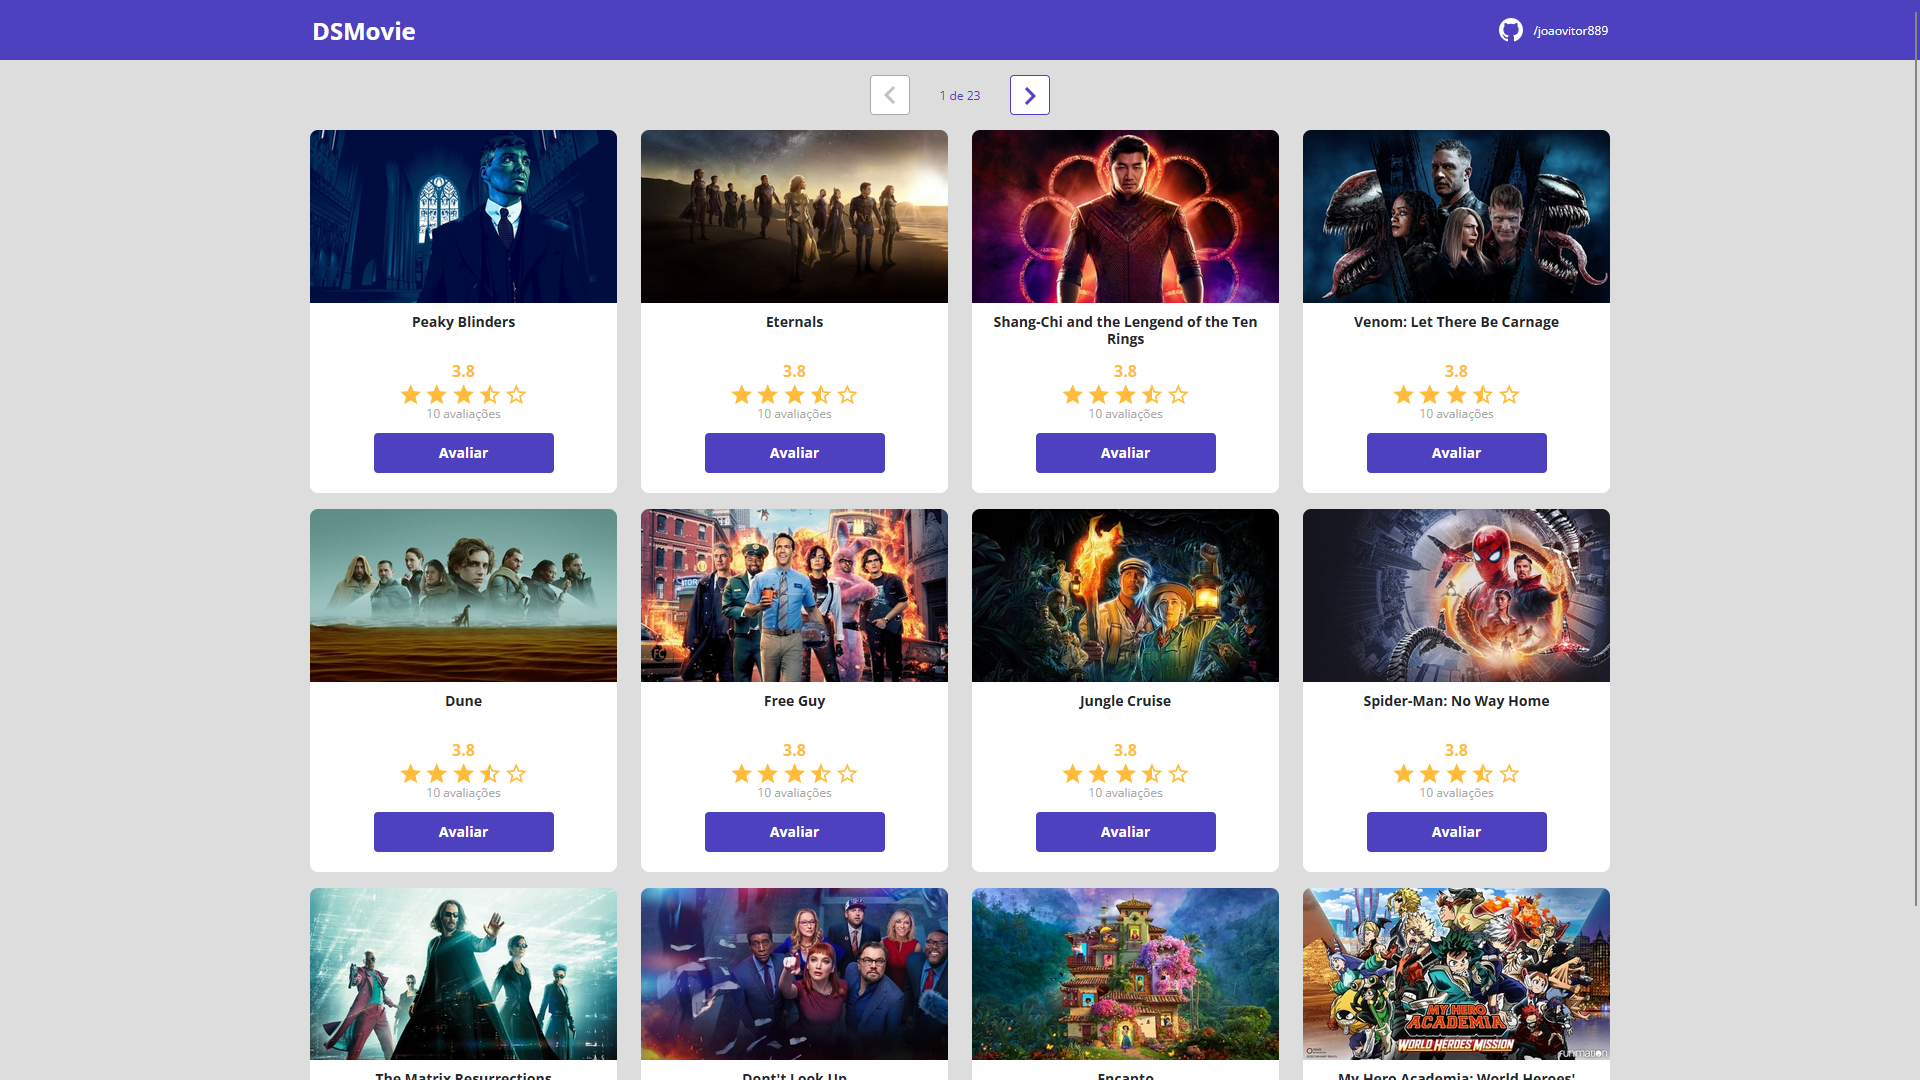 DSMovie
/joaovitor889
1 de 23
Peaky Blinders
3.8
10 avaliações
Avaliar
Eternals
3.8
10 avaliações
Avaliar
Shang-Chi and the Lengend of the Ten
Rings
3.8
10 avaliações
Avaliar
Venom: Let There Be Carnage
3.8
10 avaliações
Avaliar
Dune
3.8
10 avaliações
Avaliar
FC
Free Guy
3.8
10 avaliações
Avaliar
Jungle Cruise
3.8
10 avaliações
Avaliar
Spider-Man: No Way Home
3.8
10 avaliações
Avaliar
The Matrix Resurrections
Dont't Look Up
Encanto
MY HERO
ACADEMIA
WORLD HEROES' MISSION
Funimation
My Hero Academia: World Heroes'